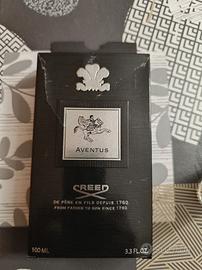 AVENTUS
CREED
DE PÈRE EN FILS DEPUIS 1760
FROM FATHER TO SON SINCE 1760
100 ML
3.3 FL.OZ